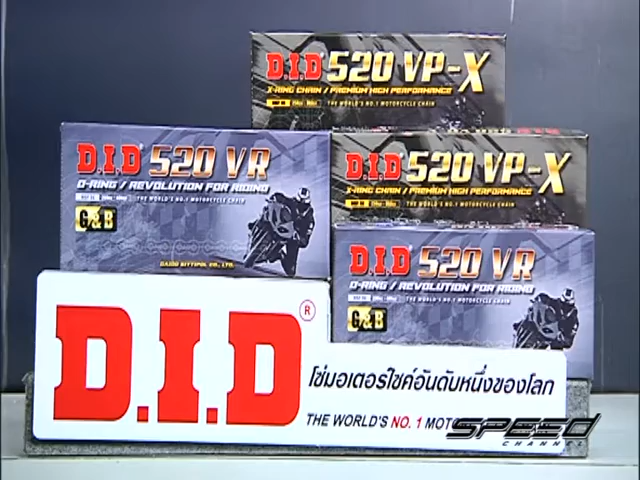 D.I.D 520 VP-X
X-RING CHAIN / PREMIUM HIGH PERFORMANCE
THE WORLD'S NO.1 MOTORCYCLE CHAIN
D.I.D 520 VR
O-RING / REVOLUTION FOR RIDING
THE WORLD'S NO.1 MOTORCYCLE CHAIN
G&B
DAIDO SITTIPOL CO., LTD.
D.I.D 520 VP-X
X-RING CHAIN / PREMIUM HIGH PERFORMANCE
THE WORLD'S NO.1 MOTORCYCLE CHAIN
D.I.D 520 VR
O-RING / REVOLUTION FOR RIDING
THE WORLD'S NO.1 MOTORCYCLE CHAIN
G&B
D.I.D®
โซ่มอเตอร์ไซค์อันดับหนึ่งของโลก
THE WORLD'S NO. 1 MOT
SPEED
CHANNEL